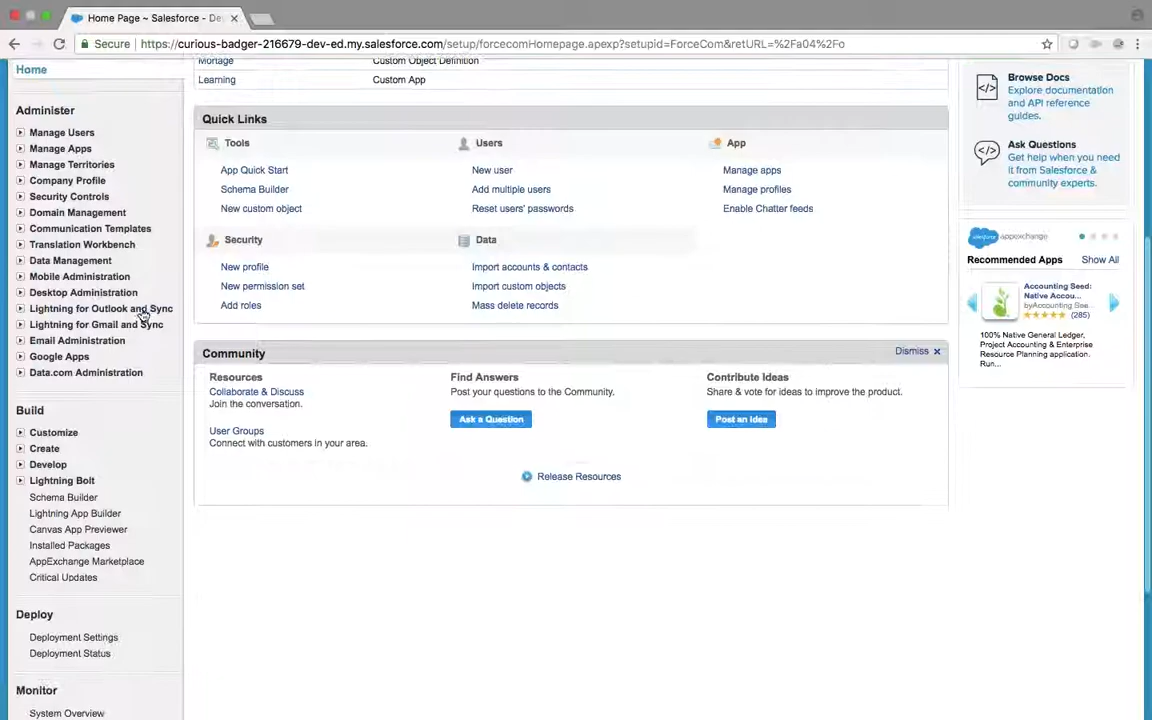 Home Page ~ Salesforce - De
Secure https://curious-badger-216679-dev-ed.my.salesforce.com/setup/forcecomHomepage.apexp?setupid=ForceCom&retURL=%2Fa04%2Fo
Home
Administer
Manage Users
Manage Apps
Manage Territories
Company Profile
Security Controls
Domain Management
Communication Templates
Translation Workbench
Data Management
Mobile Administration
Desktop Administration
Lightning for Outlook and Sync
Lightning for Gmail and Sync
Email Administration
Google Apps
Data.com Administration
Build
Customize
Create
Develop
Lightning Bolt
Schema Builder
Lightning App Builder
Canvas App Previewer
Installed Packages
AppExchange Marketplace
Critical Updates
Deploy
Deployment Settings
Deployment Status
Monitor
System Overview
Mortage Custom Object Definition
Learning Custom App
Quick Links
Tools
App Quick Start
Schema Builder
New custom object
Users
New user
Add multiple users
Reset users' passwords
App
Manage apps
Manage profiles
Enable Chatter feeds
Security
New profile
New permission set
Add roles
Data
Import accounts & contacts
Import custom objects
Mass delete records
Community
Dismiss x
Resources
Collaborate & Discuss
Join the conversation.
User Groups
Connect with customers in your area.
Find Answers
Post your questions to the Community.
Ask a Question
Contribute Ideas
Share & vote for ideas to improve the product.
Post an Idea
Release Resources
Browse Docs
Explore documentation
and API reference
guides.
Ask Questions
Get help when you need
it from Salesforce &
community experts.
salesforce appexchange
Recommended Apps Show All
Accounting Seed:
Native Accou...
byAccounting See...
(285)
100% Native General Ledger,
Project Accounting & Enterprise
Resource Planning application.
Run...